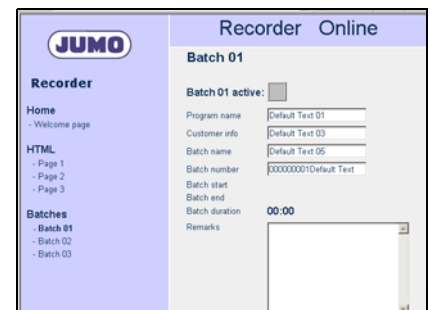 JUMO
Recorder
Home
- Welcome page
HTML
- Page 1
- Page 2
- Page 3
Batches
- Batch 01
- Batch 02
- Batch 03
Recorder Online
Batch 01
Batch 01 active:
Program name Default Text 01
Customer info Default Text 03
Batch name Default Text 05
Batch number 000000001Default Text
Batch start
Batch end
Batch duration 00:00
Remarks